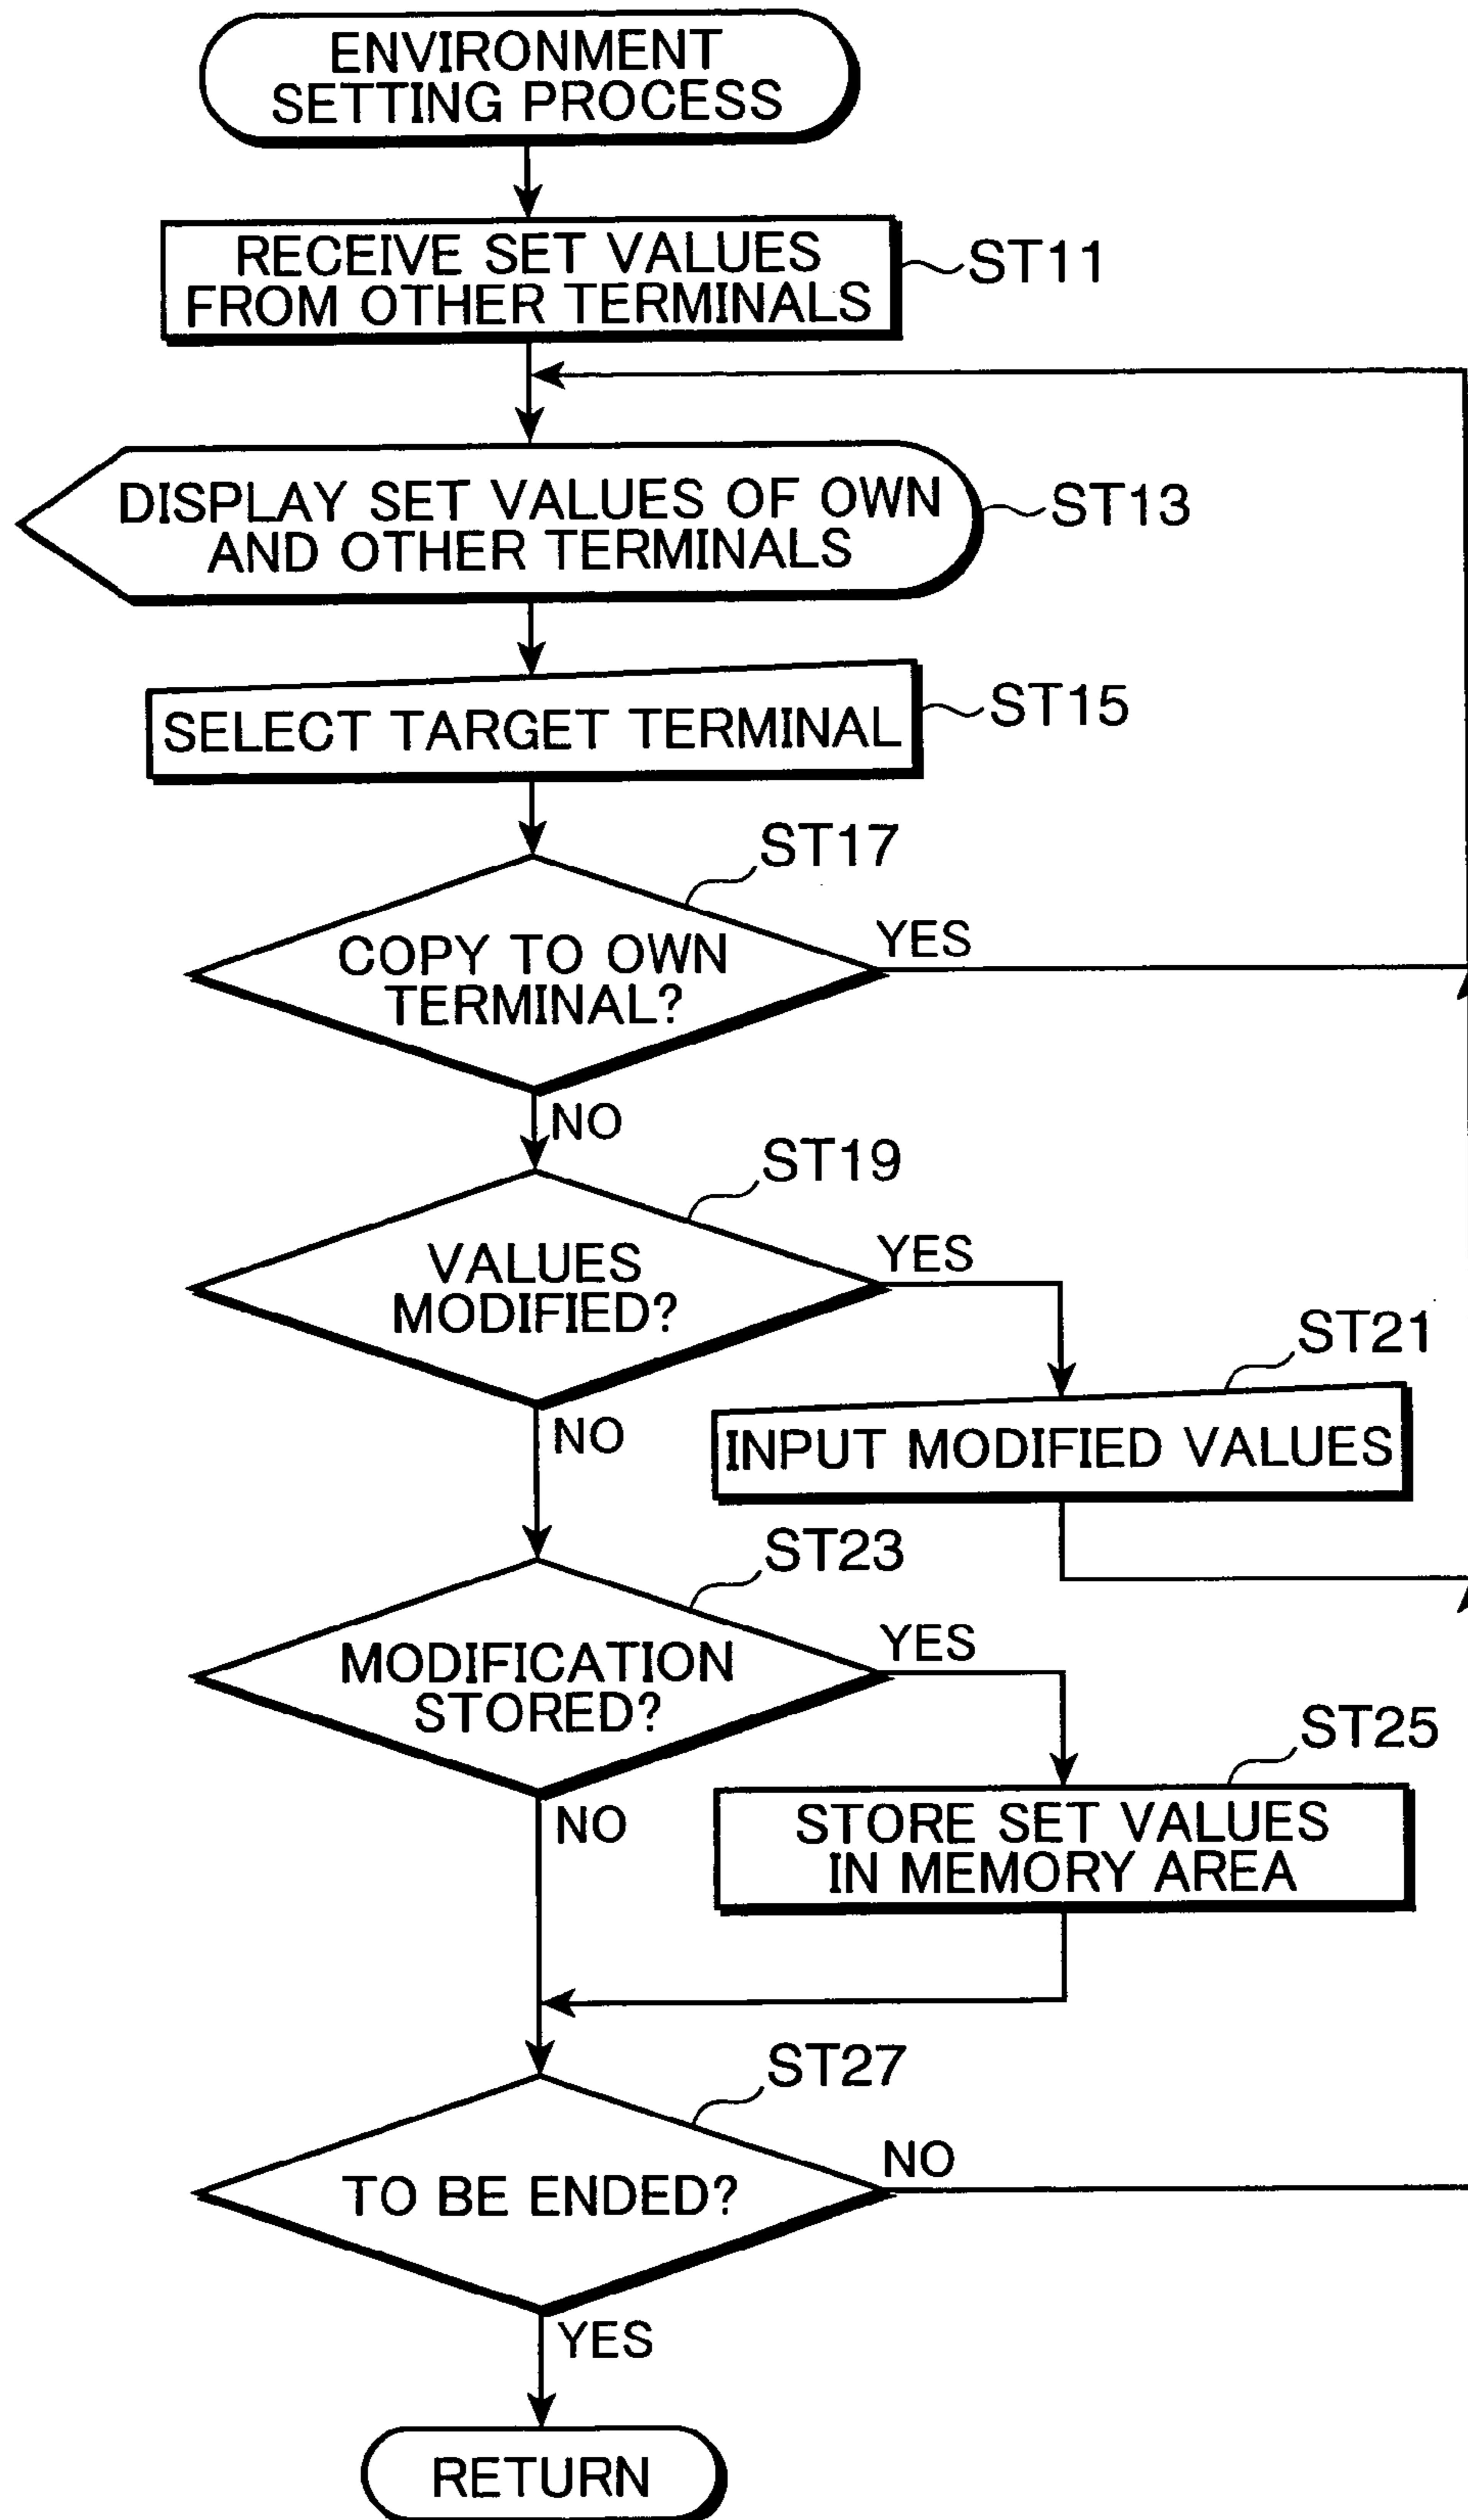 ENVIRONMENT
SETTING PROCESS
RECEIVE SET VALUES
FROM OTHER TERMINALS
ST11
DISPLAY SET VALUES OF OWN
AND OTHER TERMINALS
ST13
SELECT TARGET TERMINAL
ST15
ST17
COPY TO OWN
TERMINAL?
YES
NO
ST19
VALUES
MODIFIED?
YES
NO
ST21
INPUT MODIFIED VALUES
ST23
MODIFICATION
STORED?
YES
NO
ST25
STORE SET VALUES
IN MEMORY AREA
ST27
TO BE ENDED?
NO
YES
RETURN